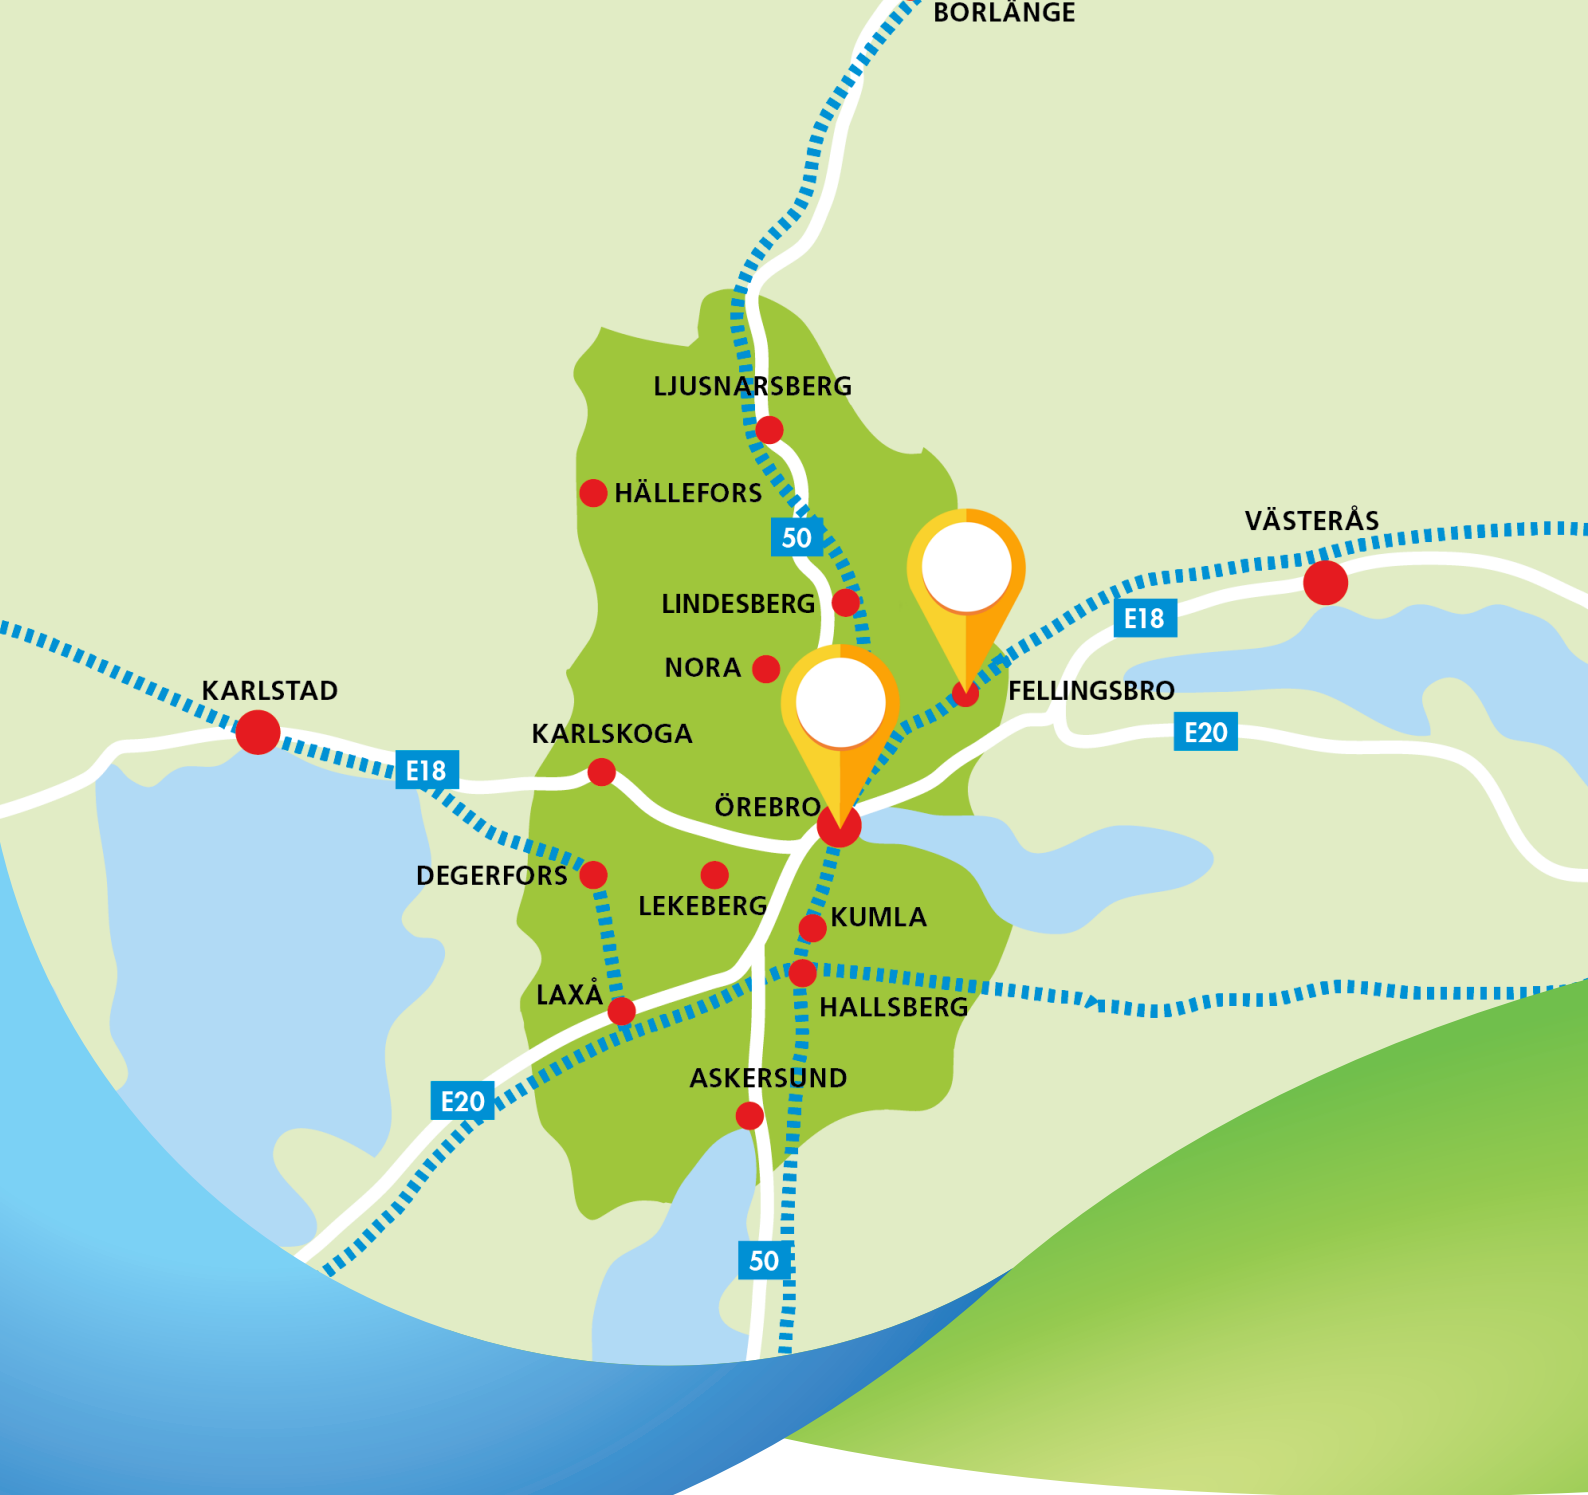 BORLÄNGE
LJUSNARSBERG
HÄLLEFORS
50
VÄSTERÅS
LINDESBERG
E18
NORA
KARLSTAD
FELLINGSBRO
KARLSKOGA
E20
E18
ÖREBRO
DEGERFORS
LEKEBERG
KUMLA
LAXÅ
HALLSBERG
ASKERSUND
E20
50